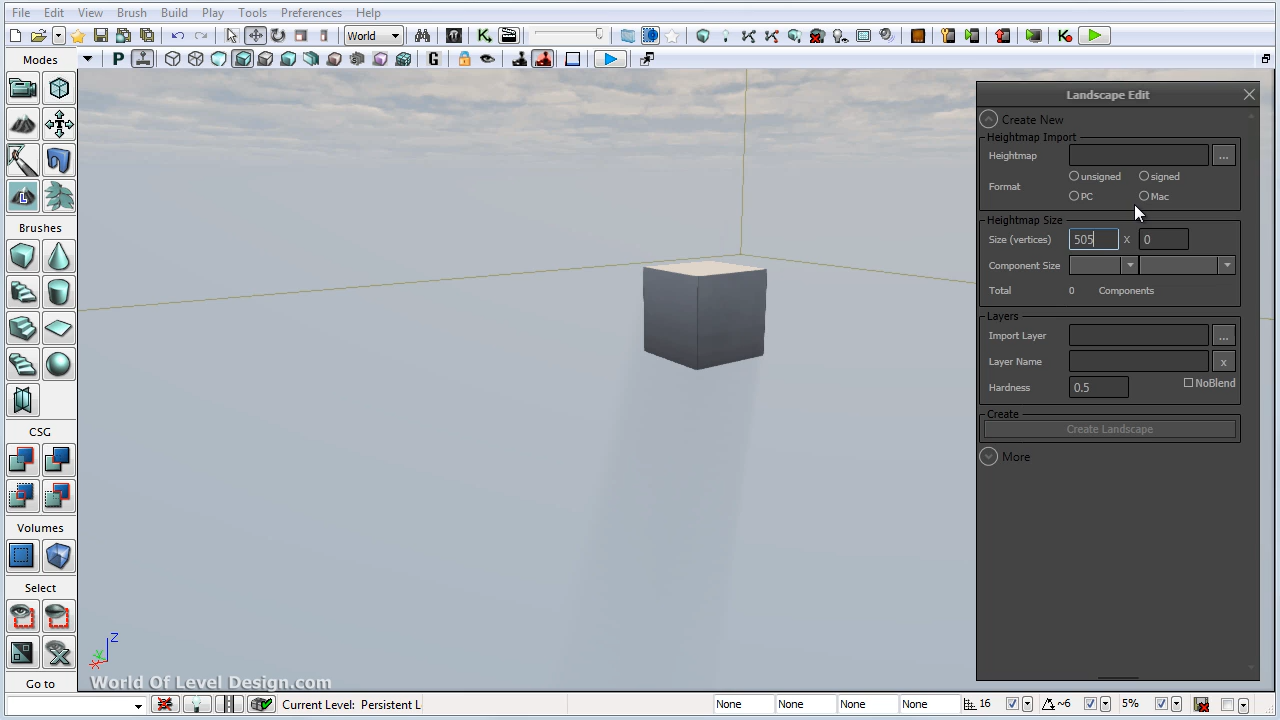 File Edit View Brush Build Play Tools Preferences Help
World
Modes
P G
Landscape Edit
Create New
Heightmap Import
Heightmap ...
Format unsigned signed
PC Mac
Heightmap Size
Size (vertices) 505 x 0
Component Size
Total 0 Components
Layers
Import Layer ...
Layer Name x
Hardness 0.5 NoBlend
Create
Create Landscape
More
L
Brushes
CSG
Volumes
Select
Go to
Z
World Of Level Design.com
Current Level: Persistent L
None None None None 16 ~6 5%